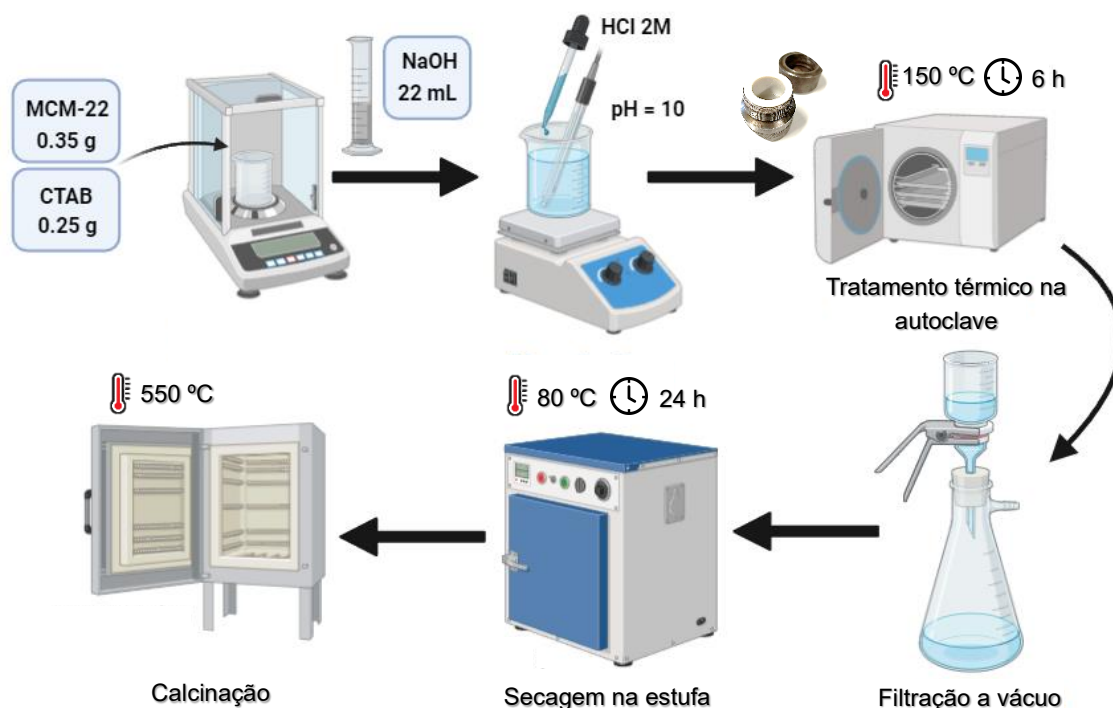 MCM-22
0.35 g
CTAB
0.25 g
NaOH
22 mL
HCl 2M
pH = 10
150 ºC
6 h
Tratamento térmico na
autoclave
Filtração a vácuo
80 ºC
24 h
Secagem na estufa
550 ºC
Calcinação